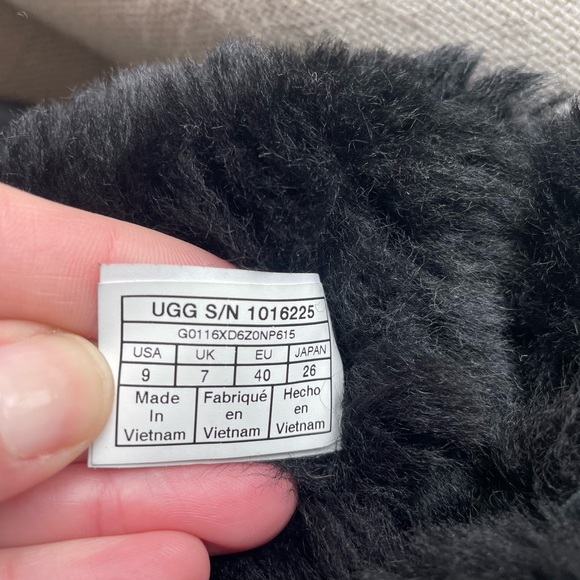 UGG S/N 1016225
G0116XD6Z0NP615
USA UK EU JAPAN
9 7 40 26
Made Fabriqué Hecho
In en en
Vietnam Vietnam Vietnam